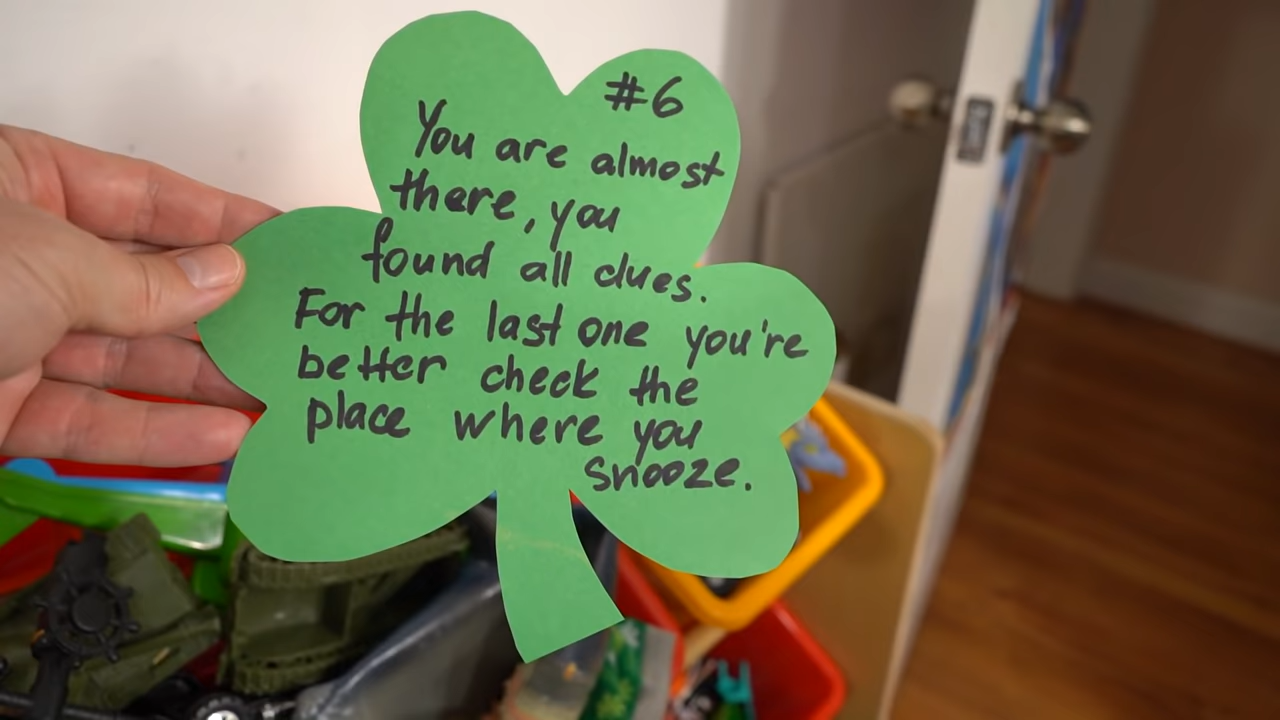 #6
You are almost
there, you
found all clues.
For the last one you're
better check the
place where you
snooze.